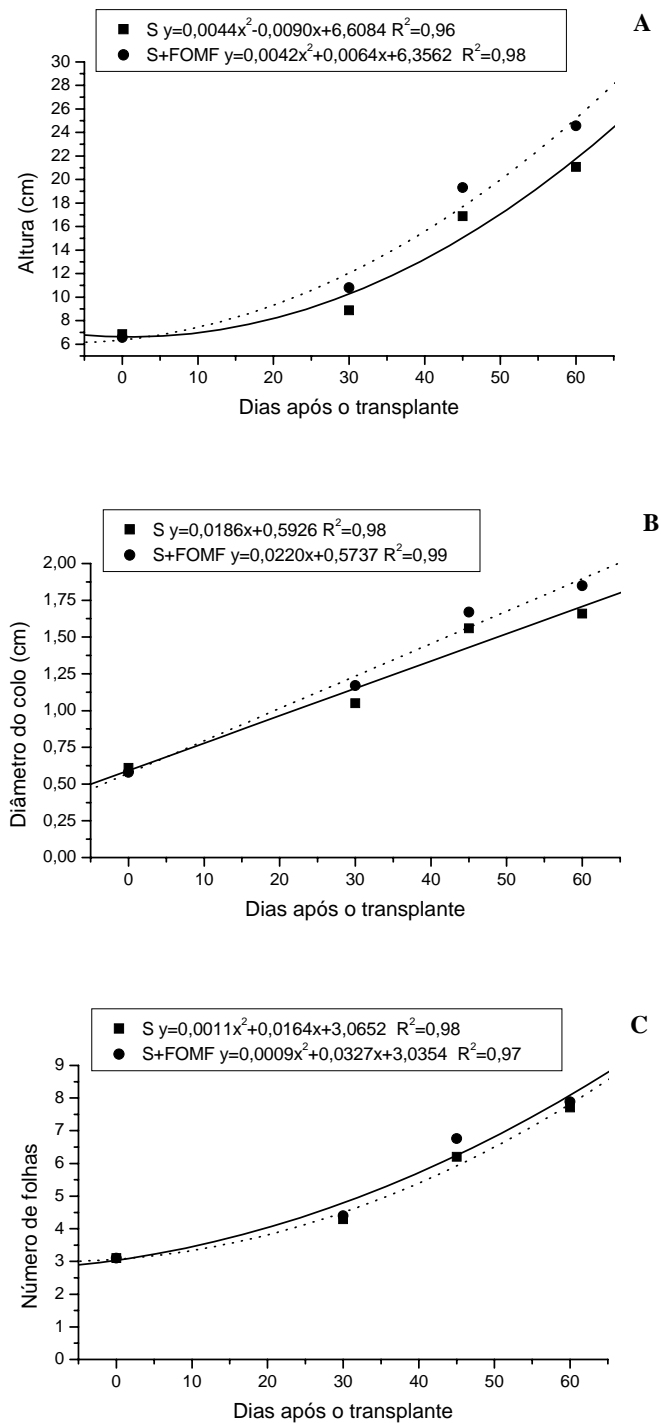 A
S y=0,0044x²-0,0090x+6,6084 R²=0,96
S+FOMF y=0,0042x²+0,0064x+6,3562 R²=0,98
30
28
26
24
22
20
18
16
14
12
10
8
6
Altura (cm)
0 10 20 30 40 50 60
Dias após o transplante
B
S y=0,0186x+0,5926 R²=0,98
S+FOMF y=0,0220x+0,5737 R²=0,99
2,00
1,75
1,50
1,25
1,00
0,75
0,50
0,25
0,00
Diâmetro do colo (cm)
0 10 20 30 40 50 60
Dias após o transplante
C
S y=0,0011x²+0,0164x+3,0652 R²=0,98
S+FOMF y=0,0009x²+0,0327x+3,0354 R²=0,97
9
8
7
6
5
4
3
2
1
0
Número de folhas
0 10 20 30 40 50 60
Dias após o transplante